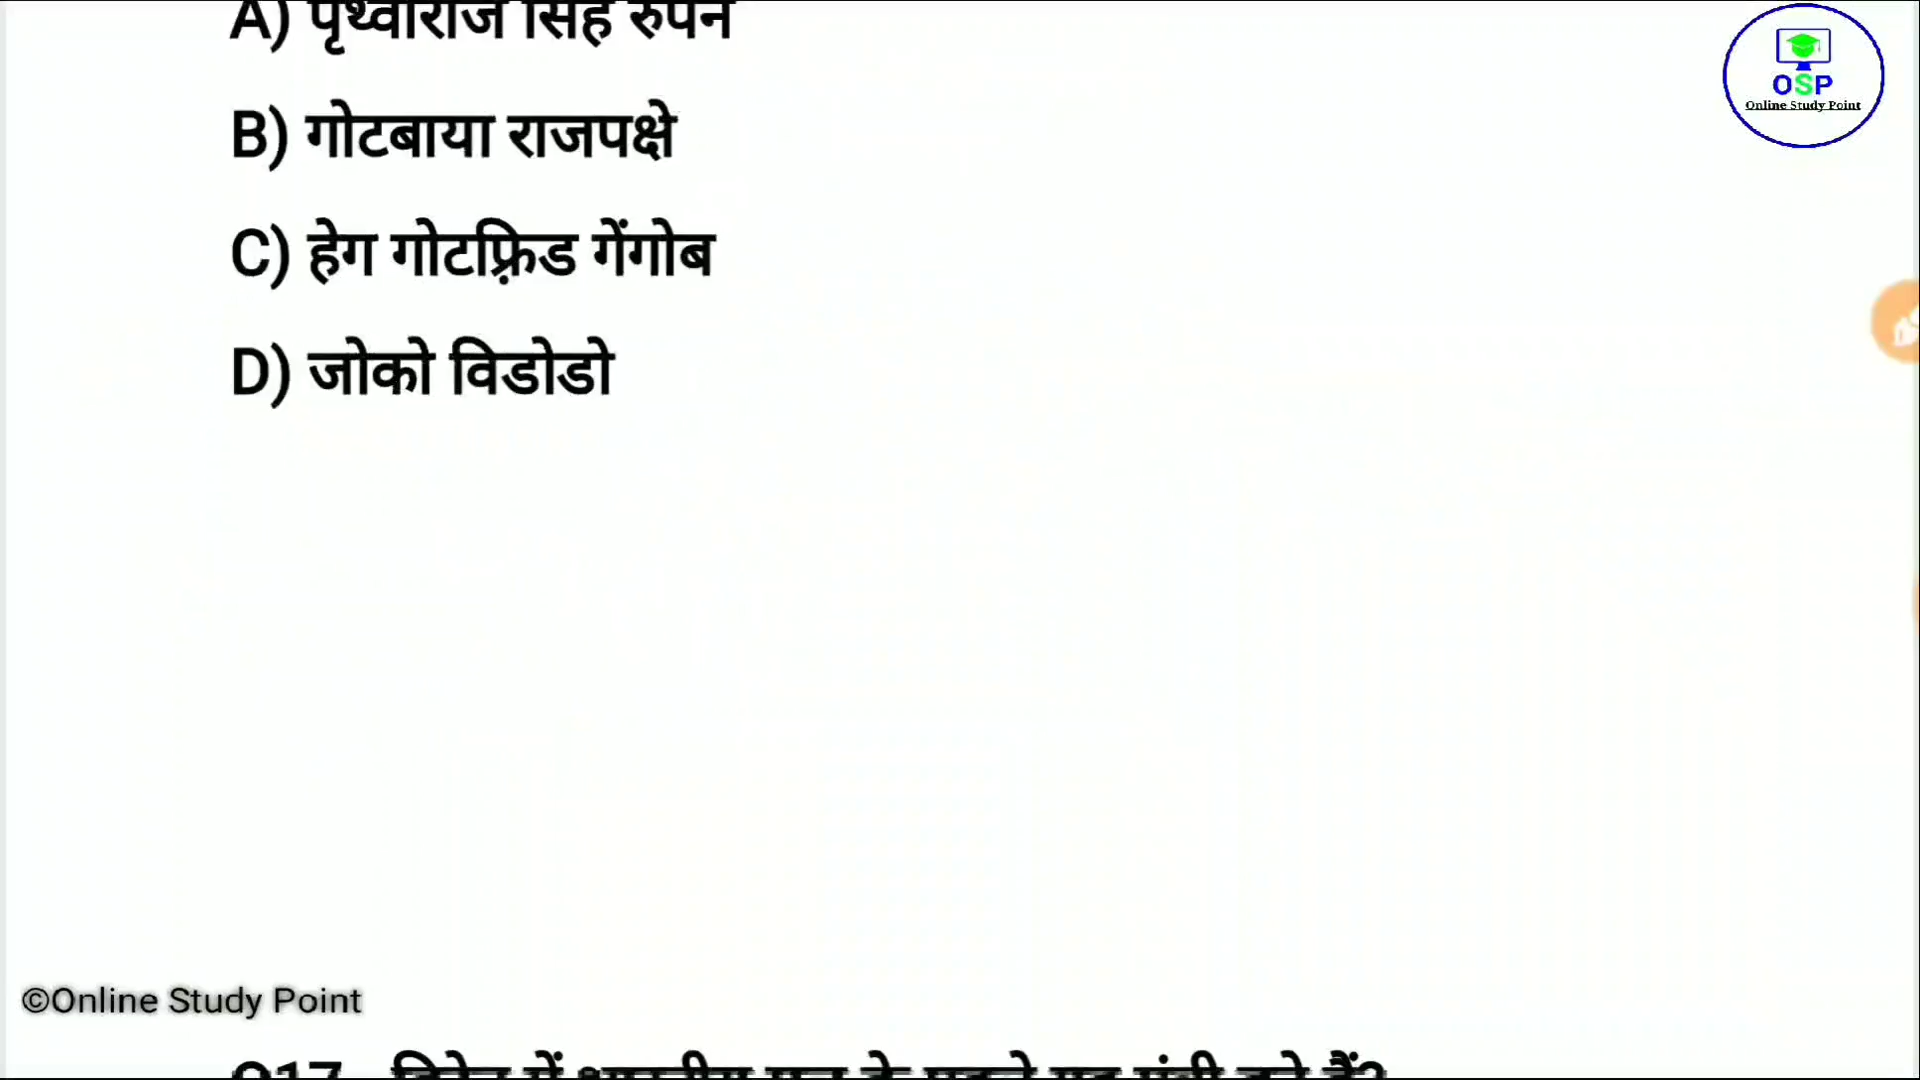 A) पृथ्वीराज सिंह रुपन
OSP
Online Study Point
B) गोटबाया राजपक्षे
C) हेग गोटफ़्रिड गेंगोब
D) जोको विडोडो
©Online Study Point